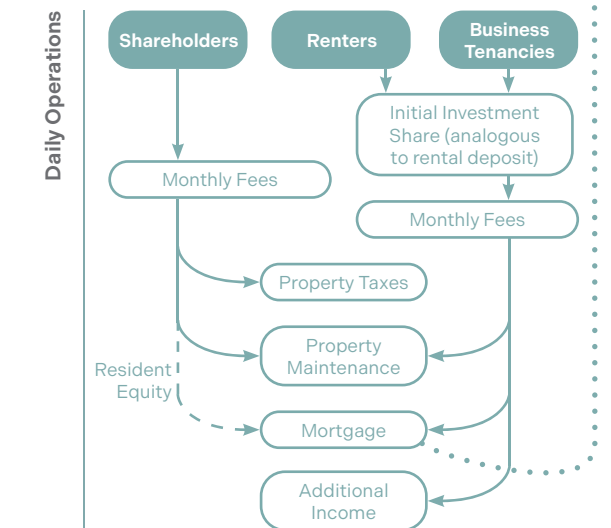 Daily Operations
Shareholders
Renters
Business
Tenancies
Initial Investment
Share (analogous
to rental deposit)
Monthly Fees
Monthly Fees
Property Taxes
Property
Maintenance
Resident
Equity
Mortgage
Additional
Income